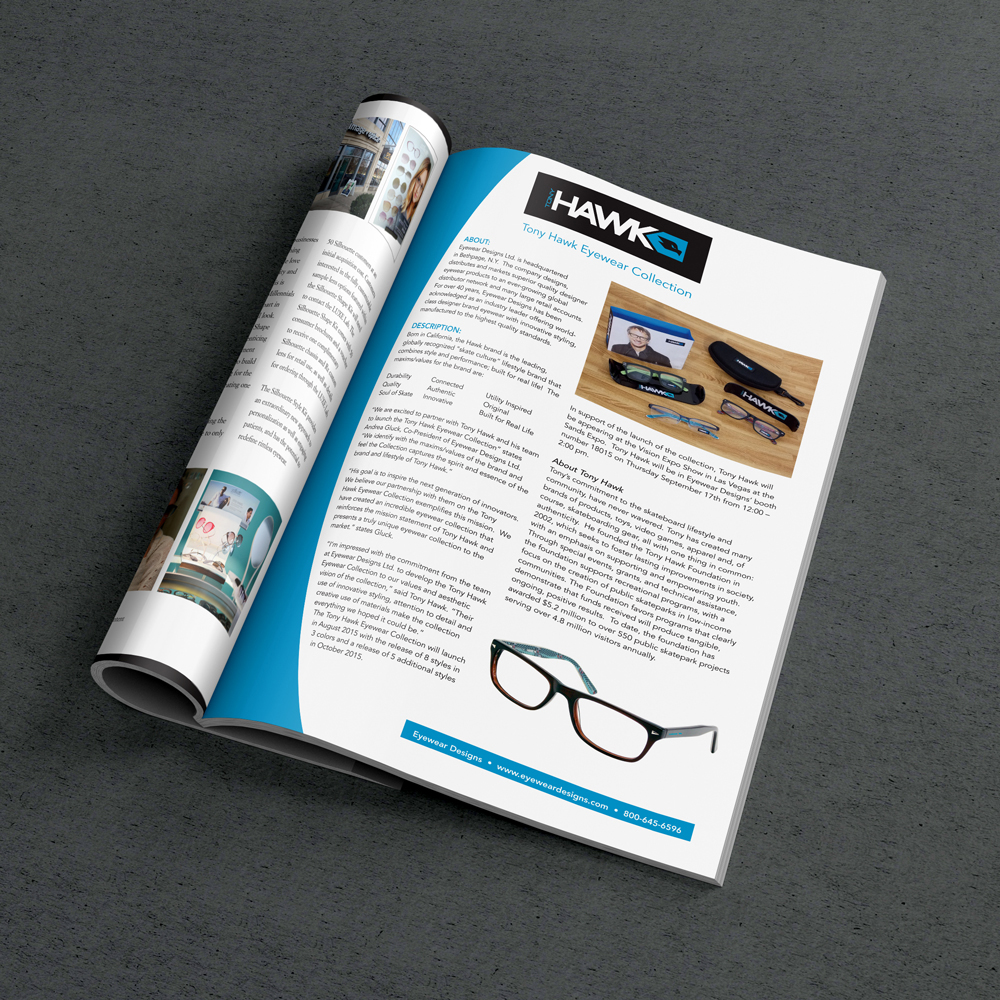 50 Silhouette customers as an
initial acquisition tool. Customers
interested in the fully customizable
sample lens options
the Silhouette Shape Kit
to contact the
consumer
to receive one complimentary
Silhouette chassis and Rx
lens for retail use, as well as
for ordering through the
The Silhouette Style Kit provides
an extraordinary new approach to
personalization as well as
patients, and has the potential to
redefine rimless eyewear.
TONY HAWK
Tony Hawk Eyewear Collection
ABOUT:
Eyewear Designs Ltd. is headquartered
in Bethpage, N.Y. The company designs,
distributes and markets superior quality designer
eyewear products to an ever-growing global
distributor network and many large retail accounts.
For over 40 years, Eyewear Designs has been
acknowledged as an industry leader offering world,
class designer brand eyewear with innovative styling,
manufactured to the highest quality standards.
DESCRIPTION:
Born in California, the Hawk brand is the leading,
globally recognized "skate culture" lifestyle brand that
combines style and performance; built for real life! The
maxims/values for the brand are:
Durability Connected Utility Inspired
Quality Authentic Original
Soul of Skate Innovative Built for Real Life
"We are excited to partner with Tony Hawk and his team
to launch the Tony Hawk Eyewear Collection" states
Andrea Gluck, Co-President of Eyewear Designs Ltd.
"We identify with the maxims/values of the brand and
feel the Collection captures the spirit and essence of the
brand and lifestyle of Tony Hawk."
"His goal is to inspire the next generation of innovators.
We believe our partnership with them on the Tony
Hawk Eyewear Collection exemplifies this mission. We
have created an incredible eyewear collection that
reinforces the mission statement of Tony Hawk and
presents a truly unique eyewear collection to the
market." states Gluck.
"I'm impressed with the commitment from the team
at Eyewear Designs Ltd. to develop the Tony Hawk
Eyewear Collection to our values and aesthetic
vision of the collection," said Tony Hawk. "Their
use of innovative styling, attention to detail and
creative use of materials make the collection
everything we hoped it could be."
The Tony Hawk Eyewear Collection will launch
in August 2015 with the release of 8 styles in
3 colors and a release of 5 additional styles
in October 2015.
HAWK
HAWK
In support of the launch of the collection, Tony Hawk will
be appearing at the Vision Expo Show in Las Vegas at the
Sands Expo. Tony Hawk will be in Eyewear Designs' booth
number 18015 on Thursday September 17th from 12:00 –
2:00 pm.
About Tony Hawk
Tony's commitment to the skateboard lifestyle and
community, have never wavered. Tony has created many
brands of products, toys, video games, apparel and, of
course, skateboarding gear, all with one thing in common:
authenticity. He founded the Tony Hawk Foundation in
2002, which seeks to foster lasting improvements in society,
with an emphasis on supporting and empowering youth.
Through special events, grants, and technical assistance,
the foundation supports recreational programs, with a
focus on the creation of public skateparks in low-income
communities. The Foundation favors programs that clearly
demonstrate that funds received will produce tangible,
ongoing, positive results. To date, the foundation has
awarded $5.2 million to over 550 public skatepark projects
serving over 4.8 million visitors annually.
Eyewear Designs • www.eyeweardesigns.com • 800-645-6596